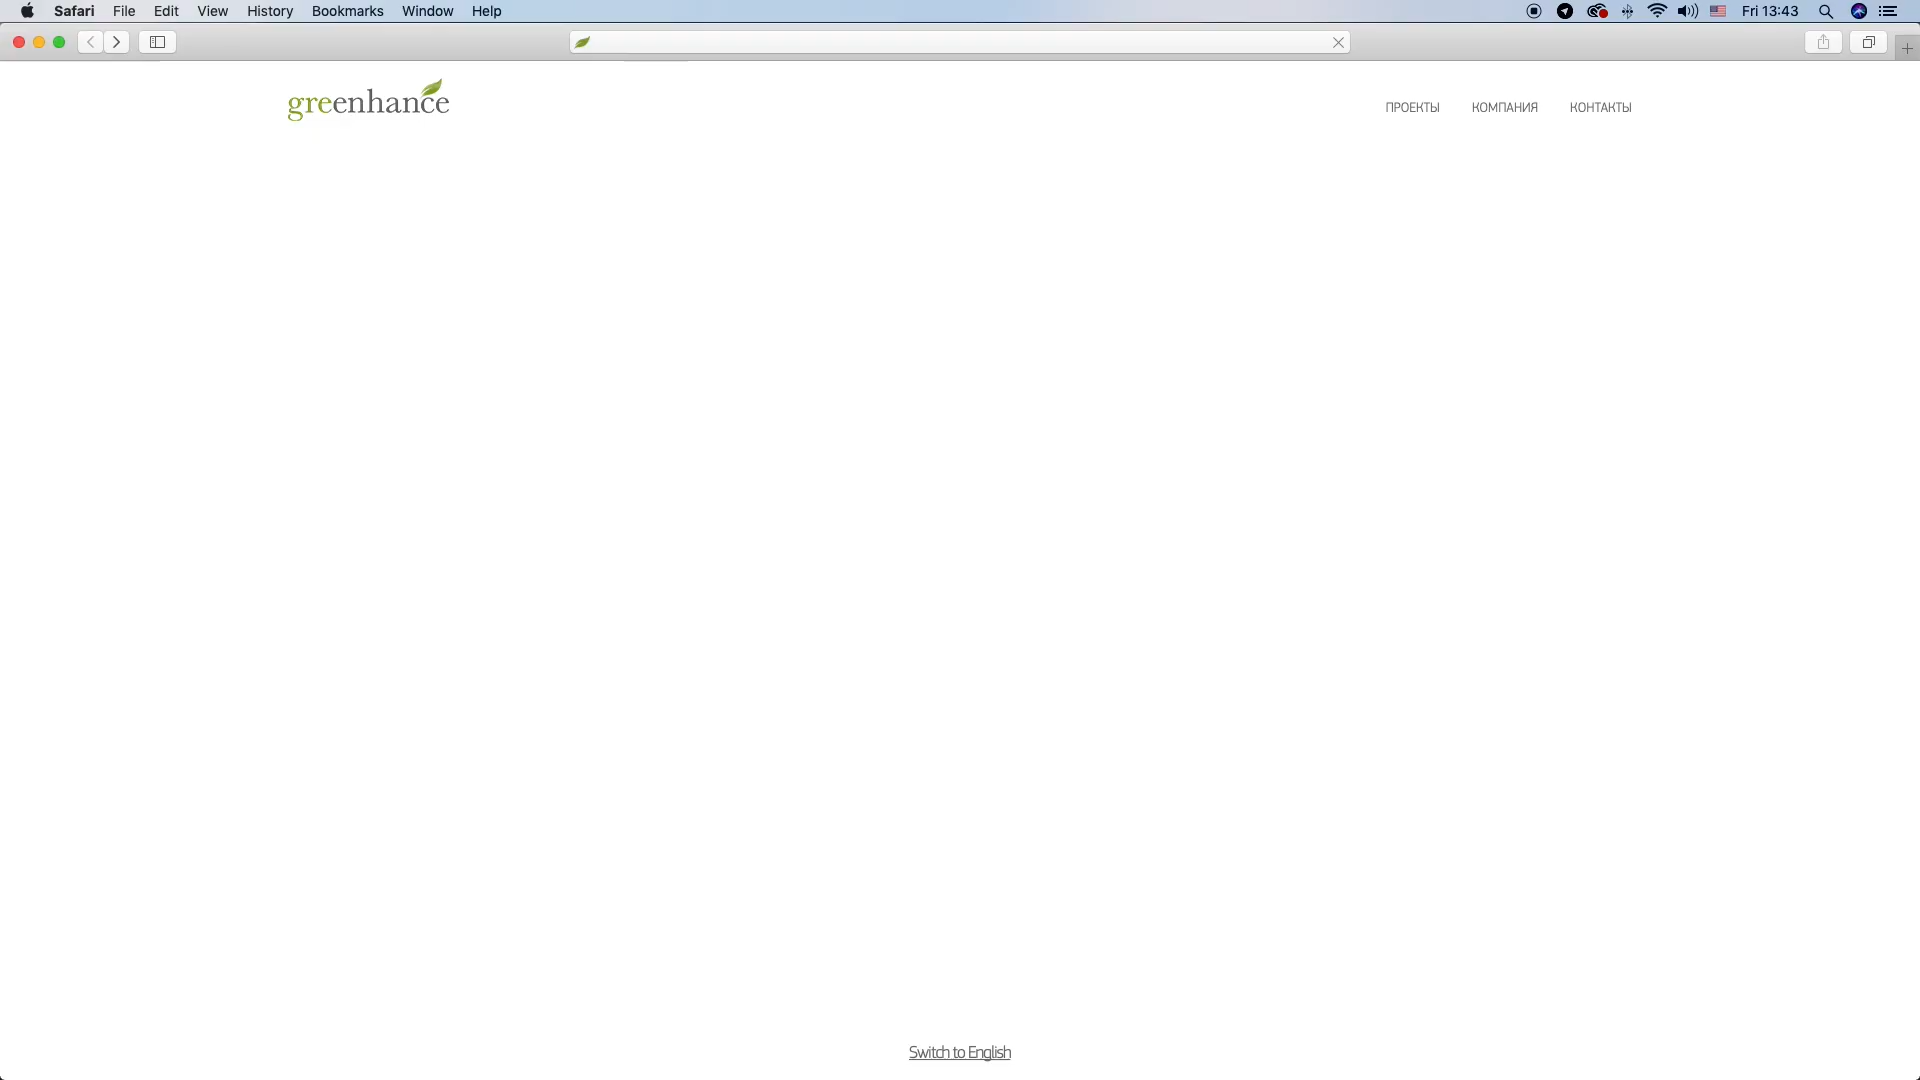 Safari File Edit View History Bookmarks Window Help Fri 13:43
greenhance
ПРОЕКТЫ КОМПАНИЯ КОНТАКТЫ
Switch to English